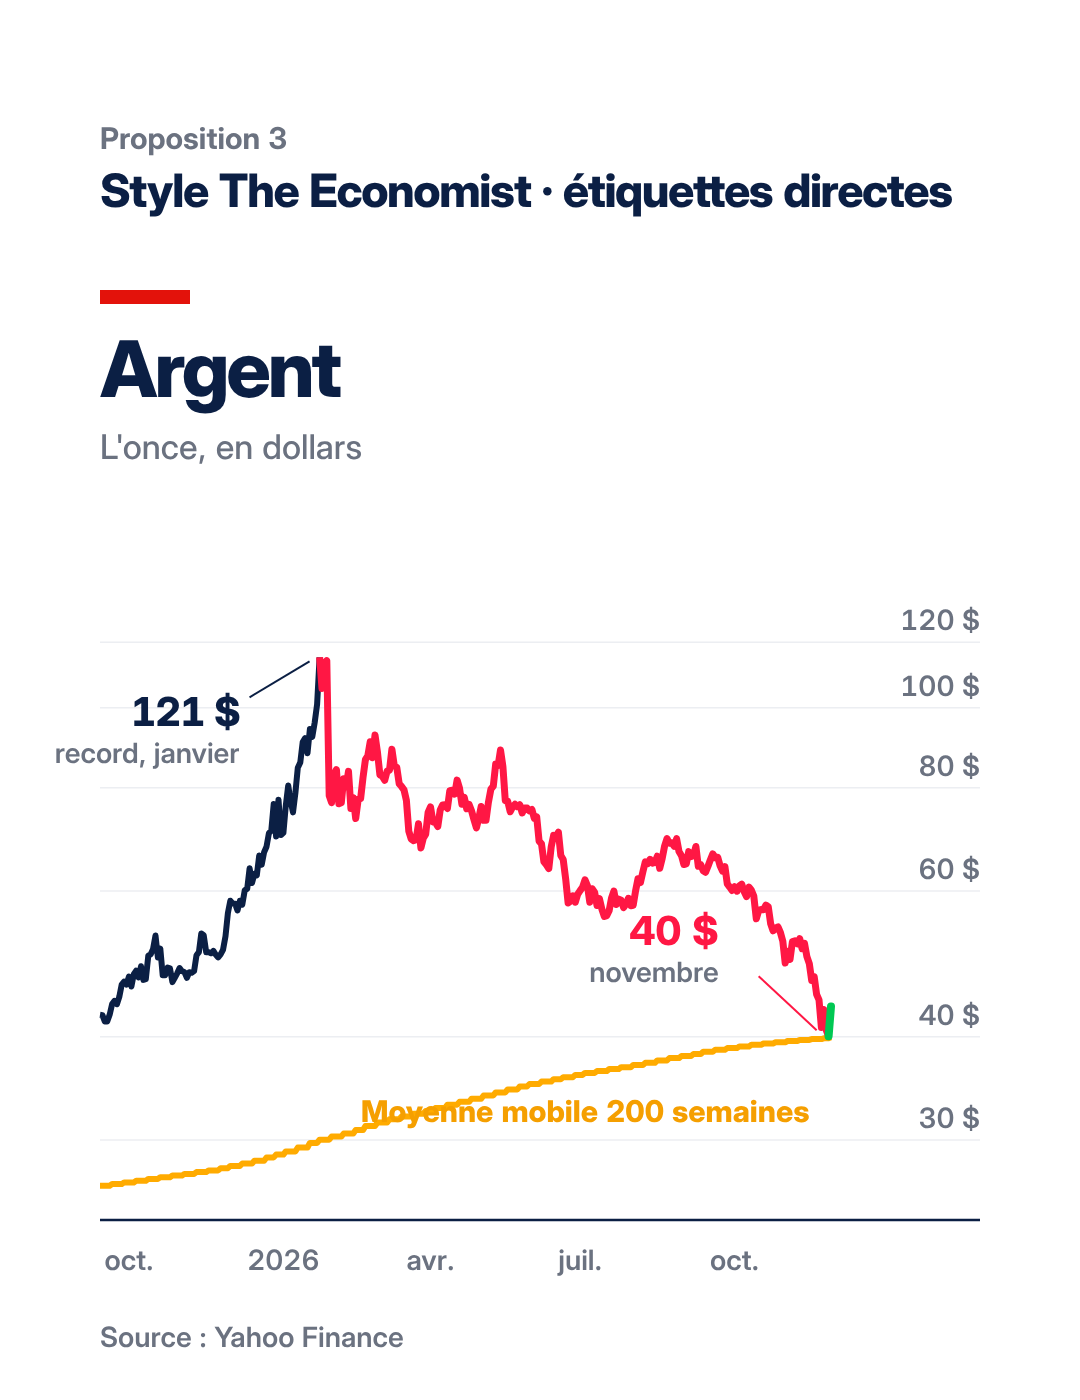 Proposition 3
Style The Economist · étiquettes directes
Argent
L'once, en dollars
120 $
100 $
121 $
record, janvier
80 $
60 $
40 $
novembre
40 $
Moyenne mobile 200 semaines
30 $
oct.
2026
avr.
juil.
oct.
Source : Yahoo Finance